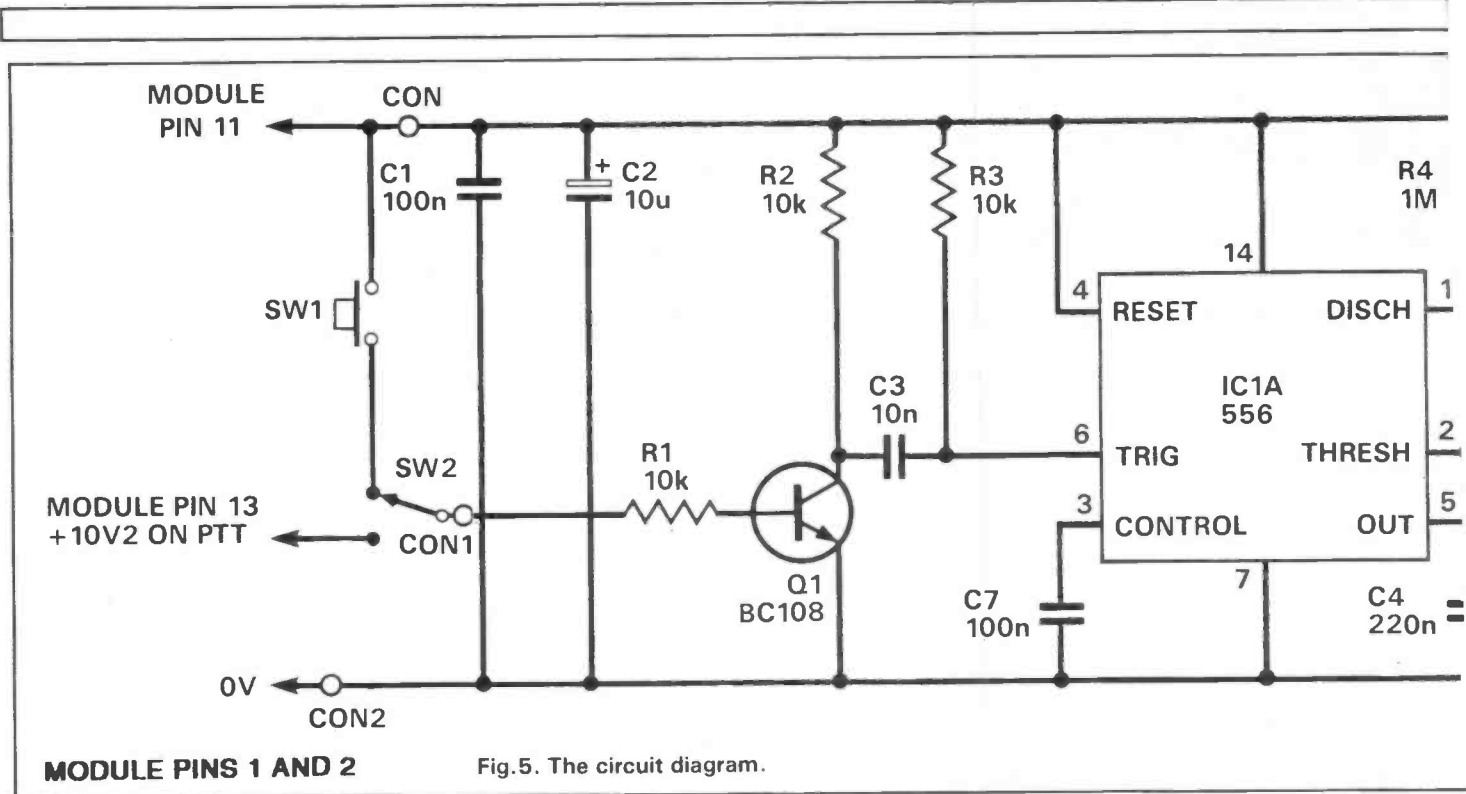 MODULE
PIN 11
CON
C1
100n
+
C2
10u
R2
10k
R3
10k
R4
1M
SW1
14
4
RESET
DISCH
1
IC1A
556
C3
10n
6
TRIG
THRESH
2
SW2
R1
10k
MODULE PIN 13
+10V2 ON PTT
CON1
3
CONTROL
OUT
5
Q1
BC108
C7
100n
7
C4
220n
0V
CON2
MODULE PINS 1 AND 2
Fig.5. The circuit diagram.